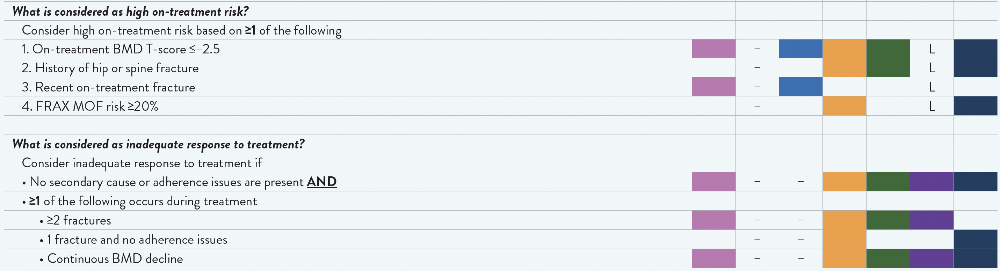 What is considered as high on-treatment risk?
Consider high on-treatment risk based on ≥1 of the following
1. On-treatment BMD T-score ≤–2.5 – L
2. History of hip or spine fracture – L
3. Recent on-treatment fracture – L
4. FRAX MOF risk ≥20% – L
What is considered as inadequate response to treatment?
Consider inadequate response to treatment if
• No secondary cause or adherence issues are present AND – –
• ≥1 of the following occurs during treatment
• ≥2 fractures – –
• 1 fracture and no adherence issues – –
• Continuous BMD decline – –